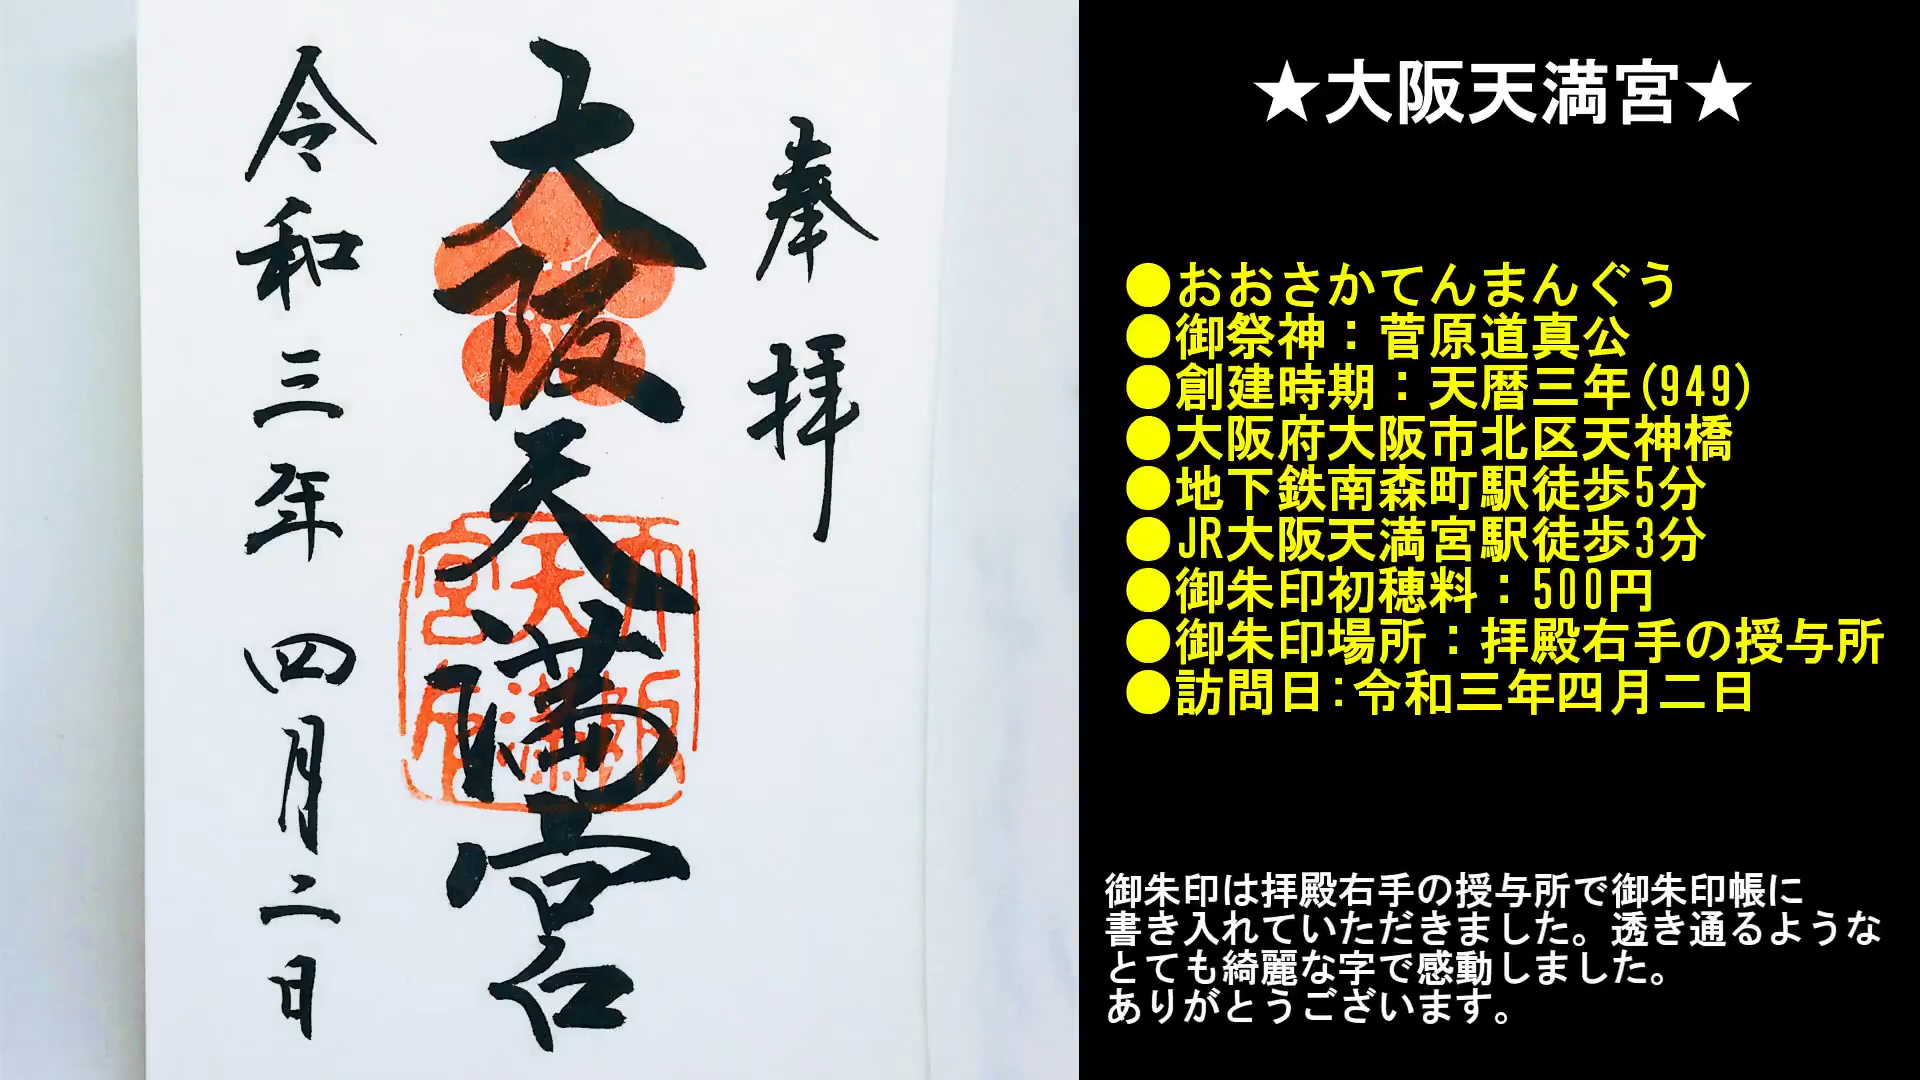 奉拝
大阪天満宮
令和三年四月二日
★大阪天満宮★
●おおさかてんまんぐう
●御祭神：菅原道真公
●創建時期：天暦三年(949)
●大阪府大阪市北区天神橋
●地下鉄南森町駅徒歩5分
●JR大阪天満宮駅徒歩3分
●御朱印初穂料：500円
●御朱印場所：拝殿右手の授与所
●訪問日:令和三年四月二日
御朱印は拝殿右手の授与所で御朱印帳に
書き入れていただきました。透き通るような
とても綺麗な字で感動しました。
ありがとうございます。